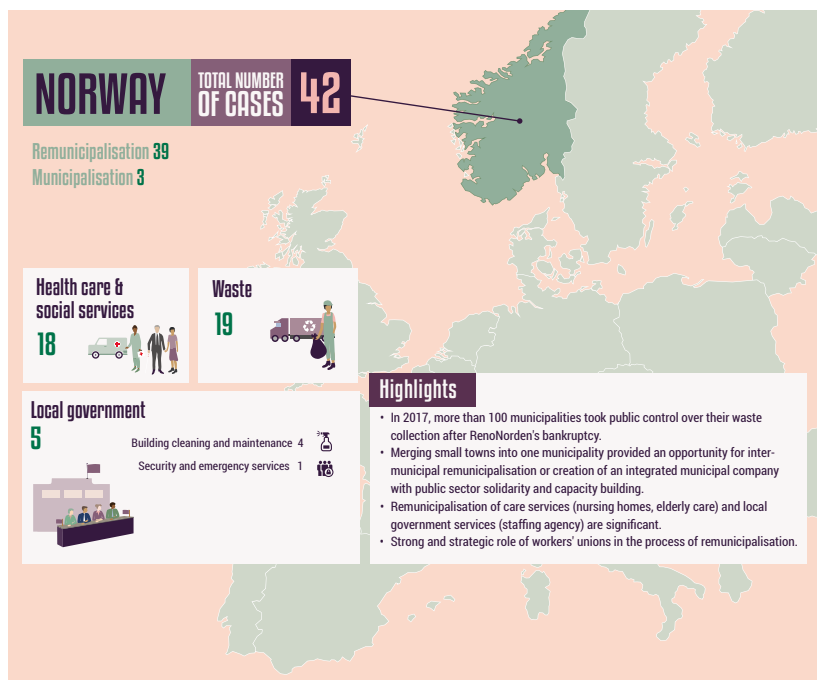 NORWAY
TOTAL NUMBER
OF CASES
42
Remunicipalisation 39
Municipalisation 3
Health care &
social services
18
Waste
19
Local government
5
Building cleaning and maintenance 4
Security and emergency services 1
Highlights
• In 2017, more than 100 municipalities took public control over their waste
collection after RenoNorden's bankruptcy.
• Merging small towns into one municipality provided an opportunity for inter-
municipal remunicipalisation or creation of an integrated municipal company
with public sector solidarity and capacity building.
• Remunicipalisation of care services (nursing homes, elderly care) and local
government services (staffing agency) are significant.
• Strong and strategic role of workers' unions in the process of remunicipalisation.